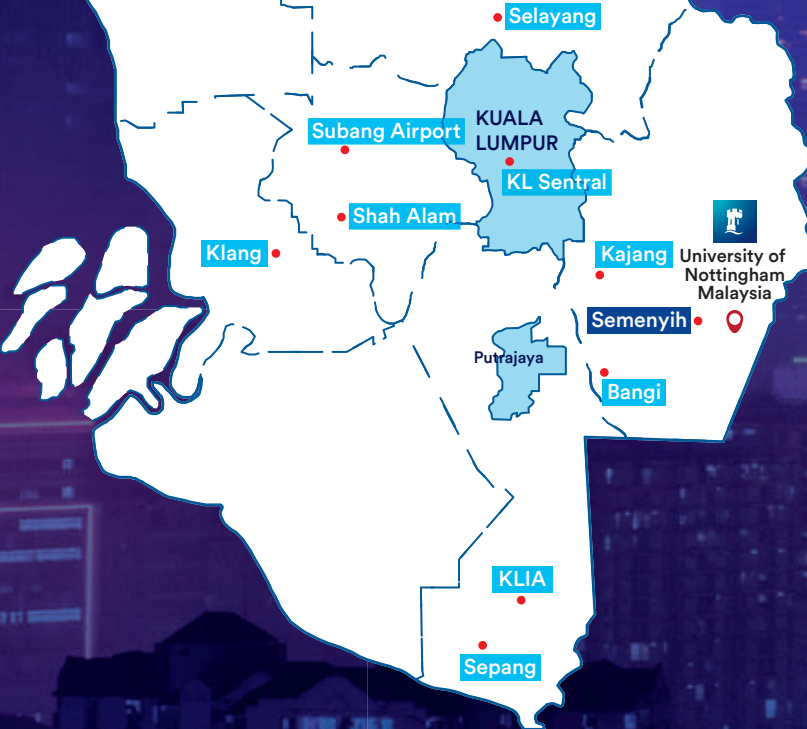 Selayang
KUALA
LUMPUR
Subang Airport
KL Sentral
Shah Alam
Klang
Kajang
University of
Nottingham
Malaysia
Semenyih
Putrajaya
Bangi
KLIA
Sepang